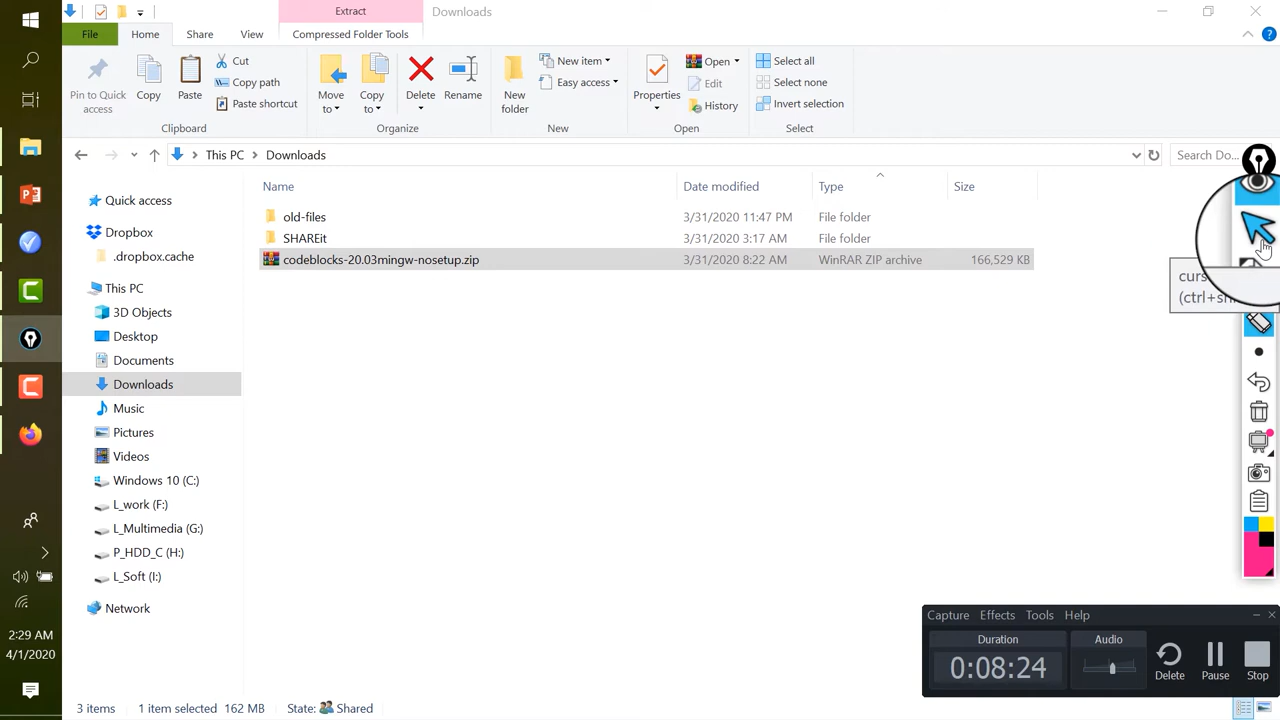 Extract
Downloads
File
Home
Share
View
Compressed Folder Tools
Pin to Quick access
Copy
Paste
Cut
Copy path
Paste shortcut
Clipboard
Move to
Copy to
Delete
Rename
Organize
New folder
New item
Easy access
New
Properties
Open
Edit
History
Open
Select all
Select none
Invert selection
Select
This PC
Downloads
Search Do...
Name
Date modified
Type
Size
old-files
3/31/2020 11:47 PM
File folder
SHAREit
3/31/2020 3:17 AM
File folder
codeblocks-20.03mingw-nosetup.zip
3/31/2020 8:22 AM
WinRAR ZIP archive
166,529 KB
Quick access
Dropbox
.dropbox.cache
This PC
3D Objects
Desktop
Documents
Downloads
Music
Pictures
Videos
Windows 10 (C:)
L_work (F:)
L_Multimedia (G:)
P_HDD_C (H:)
L_Soft (I:)
Network
2:29 AM
4/1/2020
Capture
Effects
Tools
Help
Duration
0:08:24
Audio
Delete
Pause
Stop
3 items
1 item selected 162 MB
State:
Shared